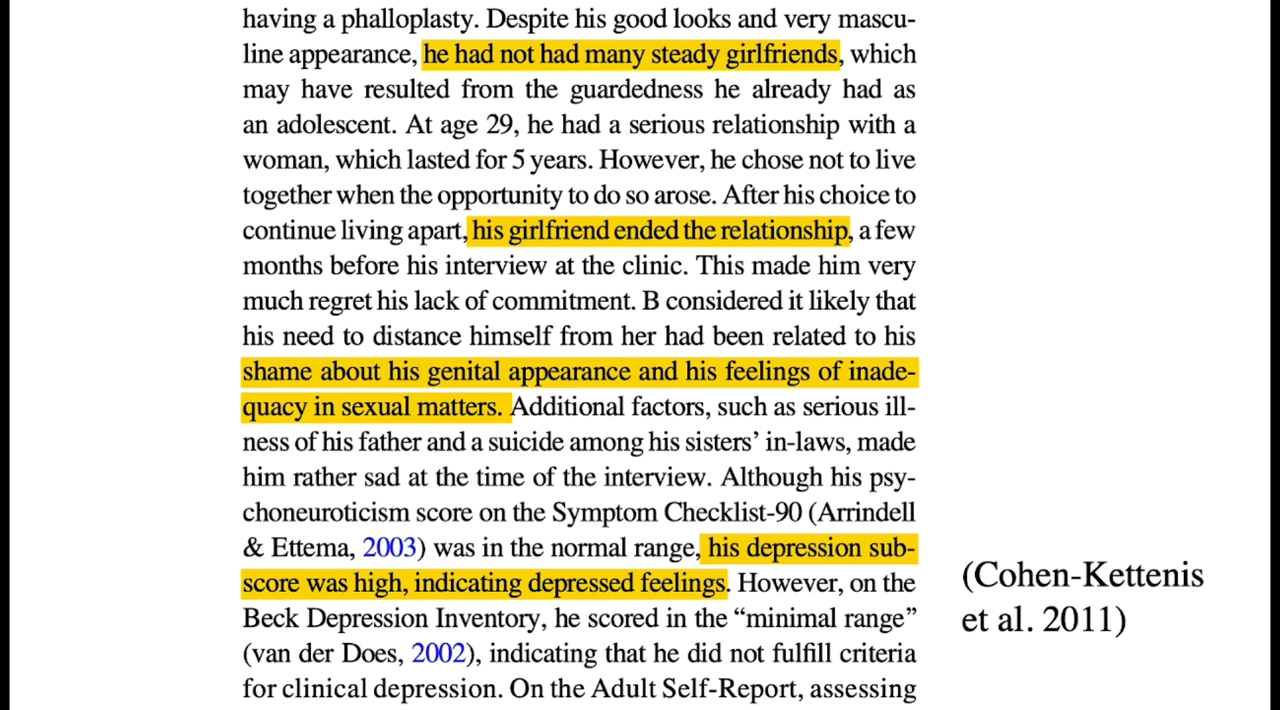 having a phalloplasty. Despite his good looks and very mascu-
line appearance, he had not had many steady girlfriends, which
may have resulted from the guardedness he already had as
an adolescent. At age 29, he had a serious relationship with a
woman, which lasted for 5 years. However, he chose not to live
together when the opportunity to do so arose. After his choice to
continue living apart, his girlfriend ended the relationship, a few
months before his interview at the clinic. This made him very
much regret his lack of commitment. B considered it likely that
his need to distance himself from her had been related to his
shame about his genital appearance and his feelings of inade-
quacy in sexual matters. Additional factors, such as serious ill-
ness of his father and a suicide among his sisters' in-laws, made
him rather sad at the time of the interview. Although his psy-
choneuroticism score on the Symptom Checklist-90 (Arrindell
& Ettema, 2003) was in the normal range, his depression sub-
score was high, indicating depressed feelings. However, on the
Beck Depression Inventory, he scored in the “minimal range”
(van der Does, 2002), indicating that he did not fulfill criteria
for clinical depression. On the Adult Self-Report, assessing
(Cohen-Kettenis
et al. 2011)